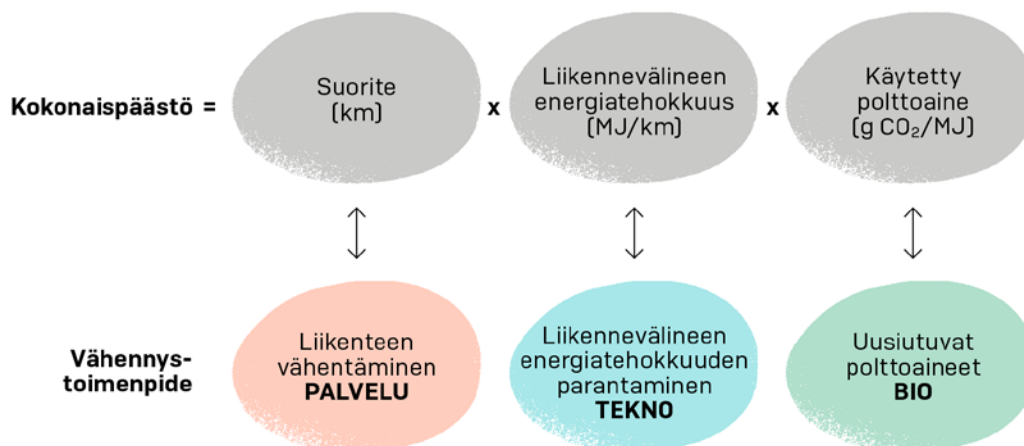 Kokonaispäästö =
Suorite
(km)
x
Liikennevälineen
energiatehokkuus
(MJ/km)
x
Käytetty
polttoaine
(g CO₂/MJ)
Vähennys-
toimenpide
Liikenteen
vähentäminen
PALVELU
Liikennevälineen
energiatehokkuuden
parantaminen
TEKNO
Uusiutuvat
polttoaineet
BIO